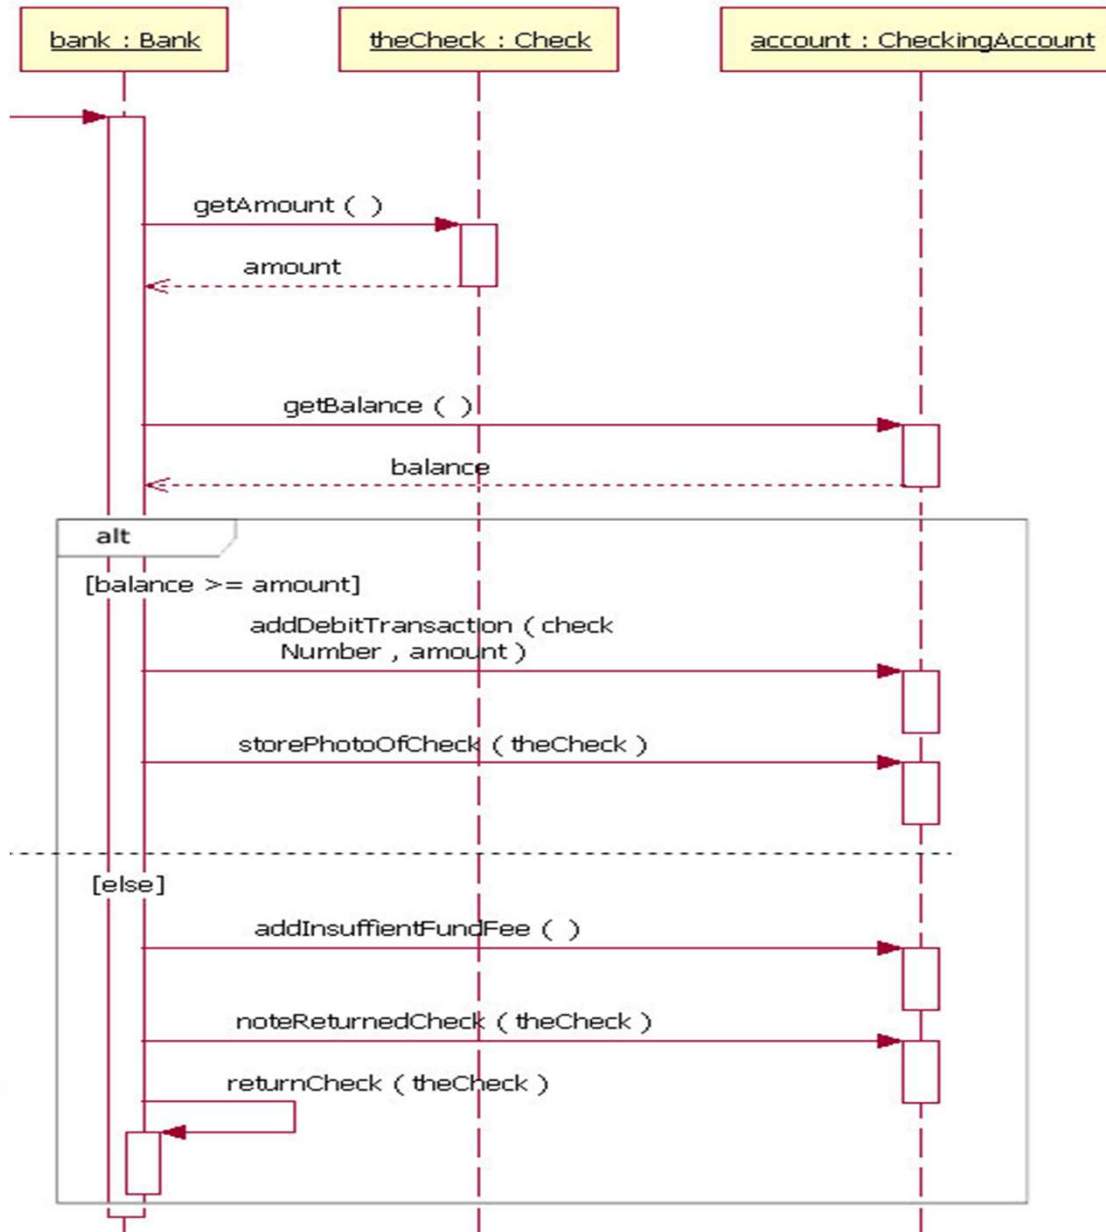 bank : Bank
theCheck : Check
account : CheckingAccount
getAmount ( )
amount
getBalance ( )
balance
alt
[balance >= amount]
addDebitTransaction ( check
Number , amount )
storePhotoOfCheck ( theCheck )
[else]
addInsuffientFundFee ( )
noteReturnedCheck ( theCheck )
returnCheck ( theCheck )